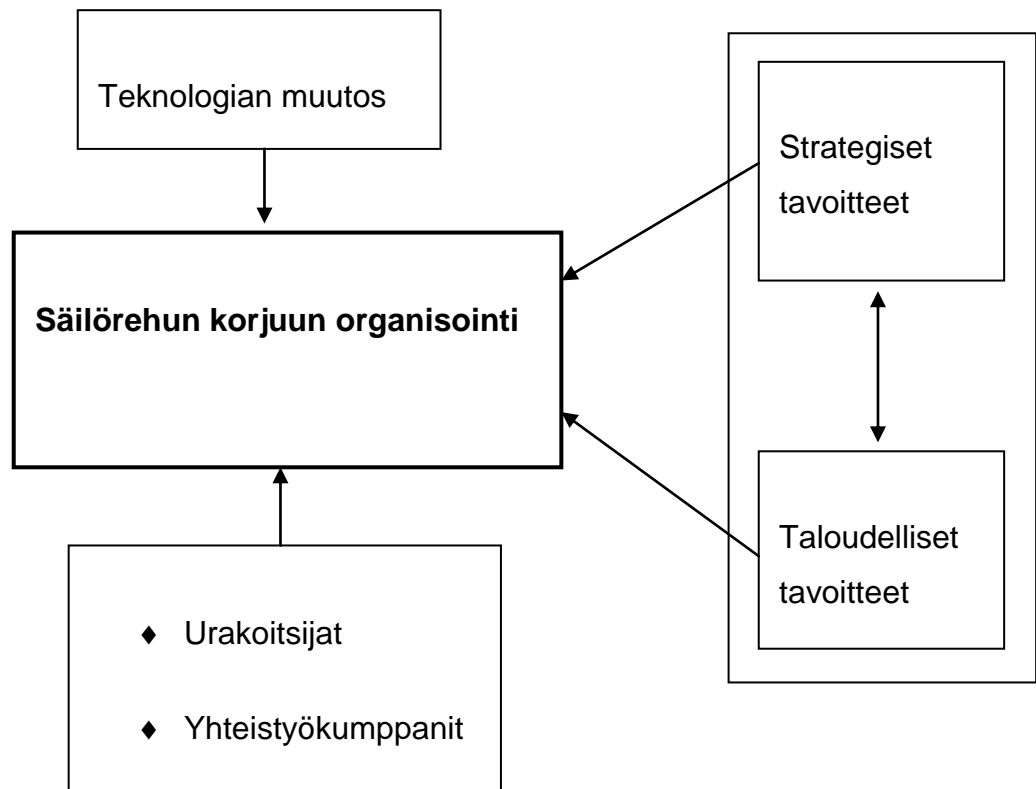 Teknologian muutos
Strategiset
tavoitteet
Säilörehun korjuun organisointi
Taloudelliset
tavoitteet
♦ Urakoitsijat
♦ Yhteistyökumppanit